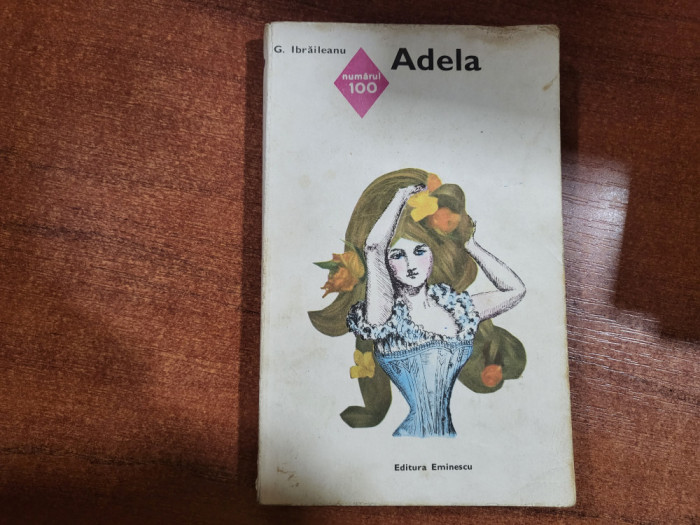 G. Ibrăileanu
numărul
100
Adela
Editura Eminescu